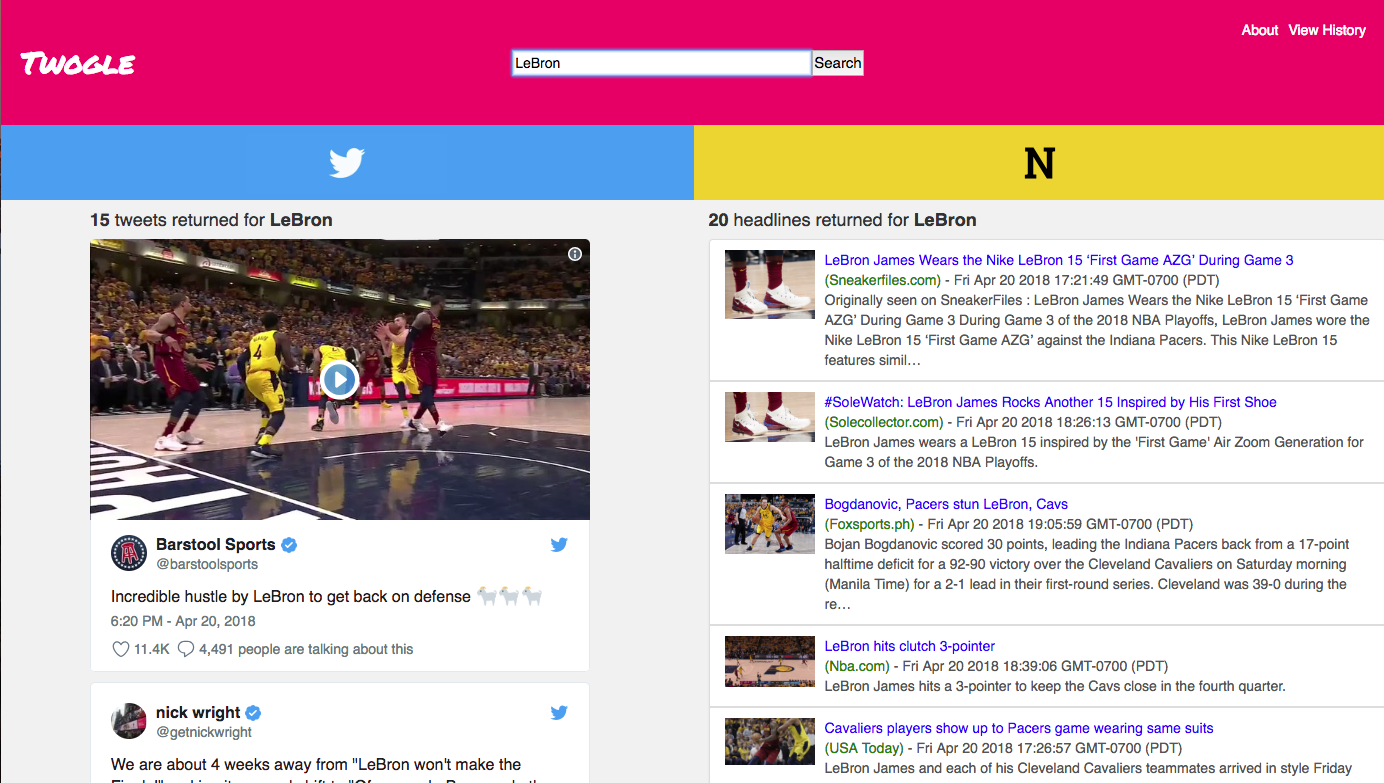 About View History
Twogle
LeBron Search
N
15 tweets returned for LeBron
Barstool Sports
@barstoolsports
Incredible hustle by LeBron to get back on defense 🐐🐐🐐
6:20 PM - Apr 20, 2018
11.4K 4,491 people are talking about this
nick wright
@getnickwright
We are about 4 weeks away from "LeBron won't make the
20 headlines returned for LeBron
LeBron James Wears the Nike LeBron 15 ‘First Game AZG’ During Game 3
(Sneakerfiles.com) - Fri Apr 20 2018 17:21:49 GMT-0700 (PDT)
Originally seen on SneakerFiles : LeBron James Wears the Nike LeBron 15 ‘First Game
AZG’ During Game 3 During Game 3 of the 2018 NBA Playoffs, LeBron James wore the
Nike LeBron 15 ‘First Game AZG’ against the Indiana Pacers. This Nike LeBron 15
features simil…
#SoleWatch: LeBron James Rocks Another 15 Inspired by His First Shoe
(Solecollector.com) - Fri Apr 20 2018 18:26:13 GMT-0700 (PDT)
LeBron James wears a LeBron 15 inspired by the 'First Game' Air Zoom Generation for
Game 3 of the 2018 NBA Playoffs.
Bogdanovic, Pacers stun LeBron, Cavs
(Foxsports.ph) - Fri Apr 20 2018 19:05:59 GMT-0700 (PDT)
Bojan Bogdanovic scored 30 points, leading the Indiana Pacers back from a 17-point
halftime deficit for a 92-90 victory over the Cleveland Cavaliers on Saturday morning
(Manila Time) for a 2-1 lead in their first-round series. Cleveland was 39-0 during the
re…
LeBron hits clutch 3-pointer
(Nba.com) - Fri Apr 20 2018 18:39:06 GMT-0700 (PDT)
LeBron James hits a 3-pointer to keep the Cavs close in the fourth quarter.
Cavaliers players show up to Pacers game wearing same suits
(USA Today) - Fri Apr 20 2018 17:26:57 GMT-0700 (PDT)
LeBron James and each of his Cleveland Cavaliers teammates arrived in style Friday